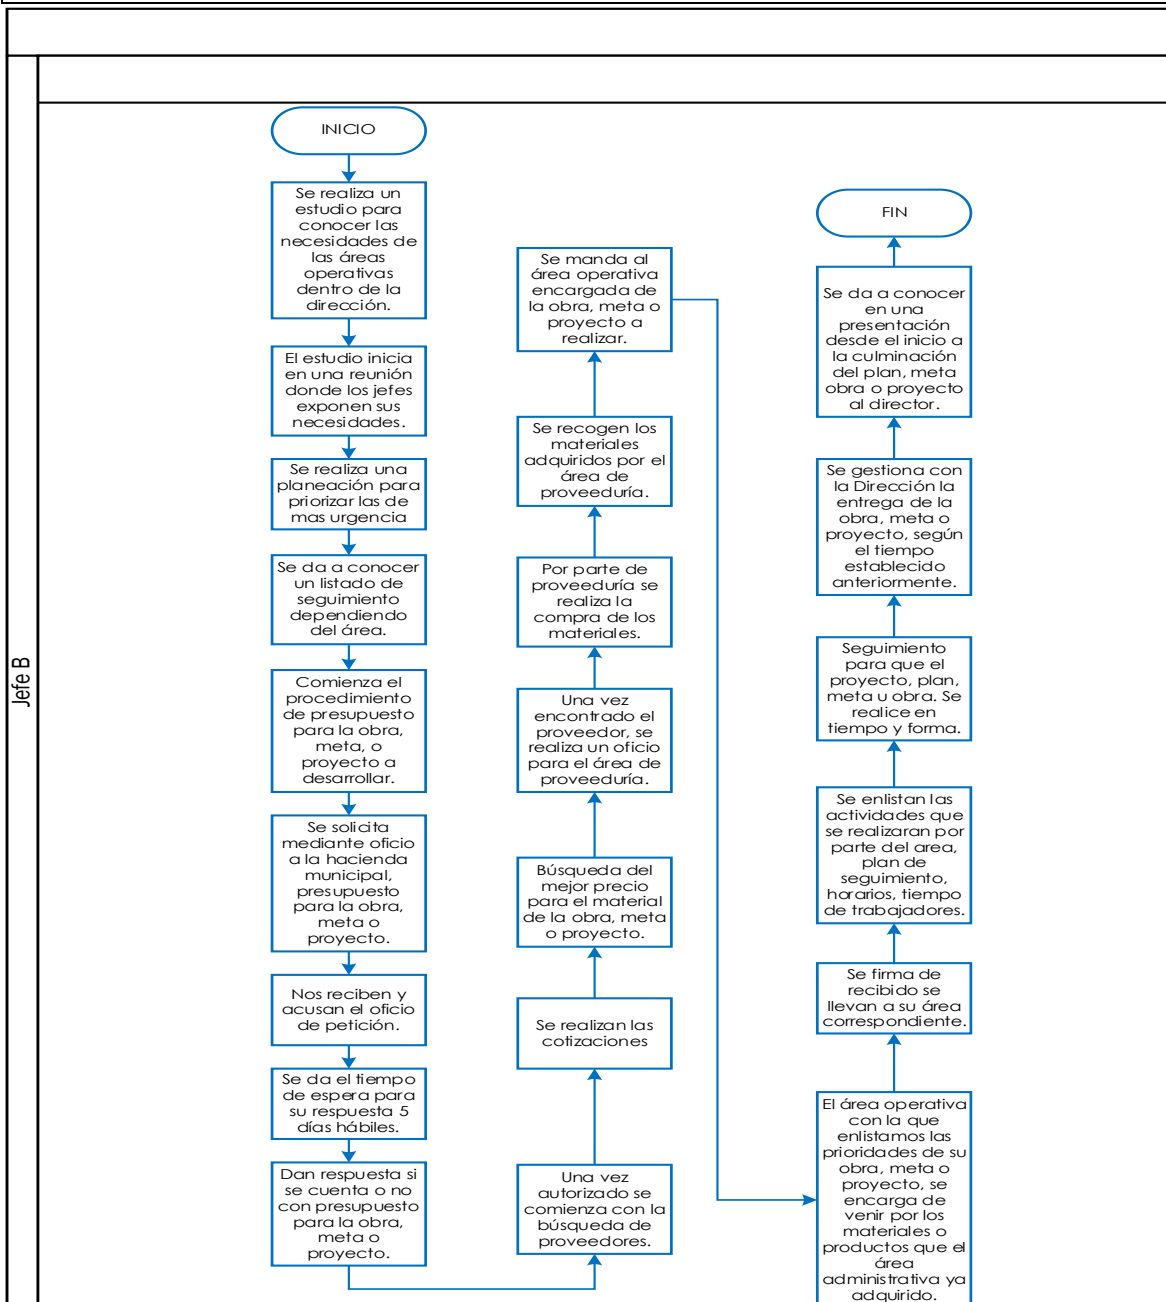 Jefe B
INICIO
Se realiza un
estudio para
conocer las
necesidades de
las áreas
operativas
dentro de la
dirección.
El estudio inicia
en una reunión
donde los jefes
exponen sus
necesidades.
Se realiza una
planeación para
priorizar las de
mas urgencia
Se da a conocer
un listado de
seguimiento
dependiendo
del área.
Comienza el
procedimiento
de presupuesto
para la obra,
meta, o
proyecto a
desarrollar.
Se solicita
mediante oficio
a la hacienda
municipal,
presupuesto
para la obra,
meta o
proyecto.
Nos reciben y
acusan el oficio
de petición.
Se da el tiempo
de espera para
su respuesta 5
días hábiles.
Dan respuesta si
se cuenta o no
con presupuesto
para la obra,
meta o
proyecto.
Una vez
autorizado se
comienza con la
búsqueda de
proveedores.
Se realizan las
cotizaciones
Búsqueda del
mejor precio
para el material
de la obra, meta
o proyecto.
Una vez
encontrado el
proveedor, se
realiza un oficio
para el área de
proveeduría.
Por parte de
proveeduría se
realiza la
compra de los
materiales.
Se recogen los
materiales
adquiridos por el
área de
proveeduría.
Se manda al
área operativa
encargada de
la obra, meta o
proyecto a
realizar.
El área operativa
con la que
enlistamos las
prioridades de su
obra, meta o
proyecto, se
encarga de
venir por los
materiales o
productos que el
área
administrativa ya
adquirido.
Se firma de
recibido se
llevan a su área
correspondiente.
Se enlistan las
actividades que
se realizaran por
parte del area,
plan de
seguimiento,
horarios, tiempo
de trabajadores.
Seguimiento
para que el
proyecto, plan,
meta u obra. Se
realice en
tiempo y forma.
Se gestiona con
la Dirección la
entrega de la
obra, meta o
proyecto, según
el tiempo
establecido
anteriormente.
Se da a conocer
en una
presentación
desde el inicio a
la culminación
del plan, meta
obra o proyecto
al director.
FIN